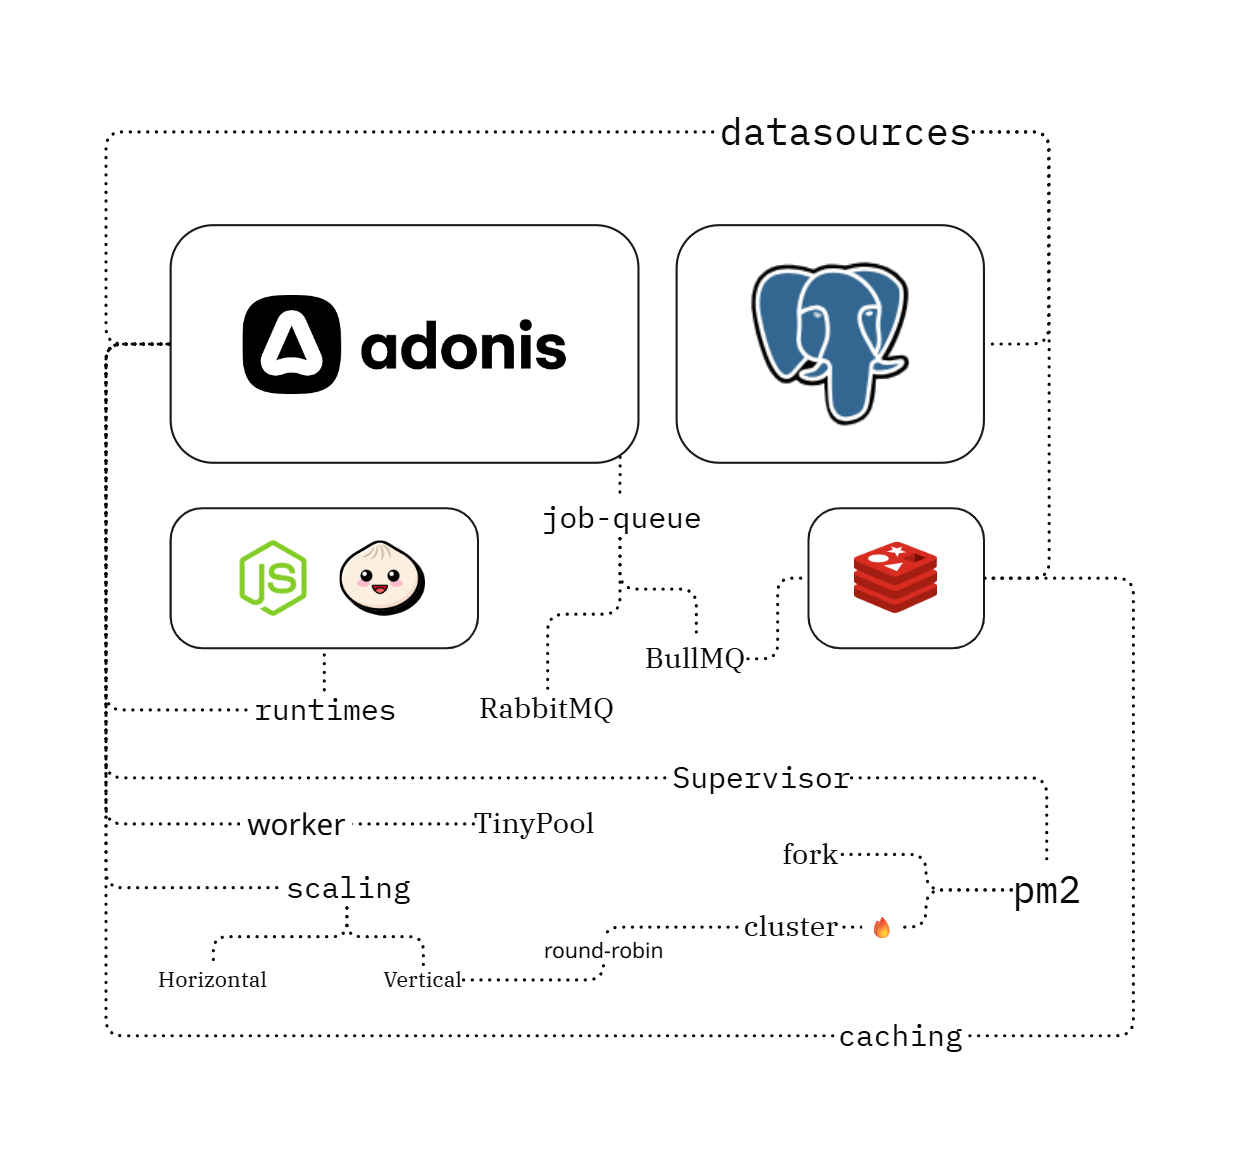 datasources
adonis
job-queue
JS
BullMQ
RabbitMQ
runtimes
Supervisor
worker
TinyPool
fork
scaling
pm2
cluster
round-robin
Horizontal
Vertical
caching